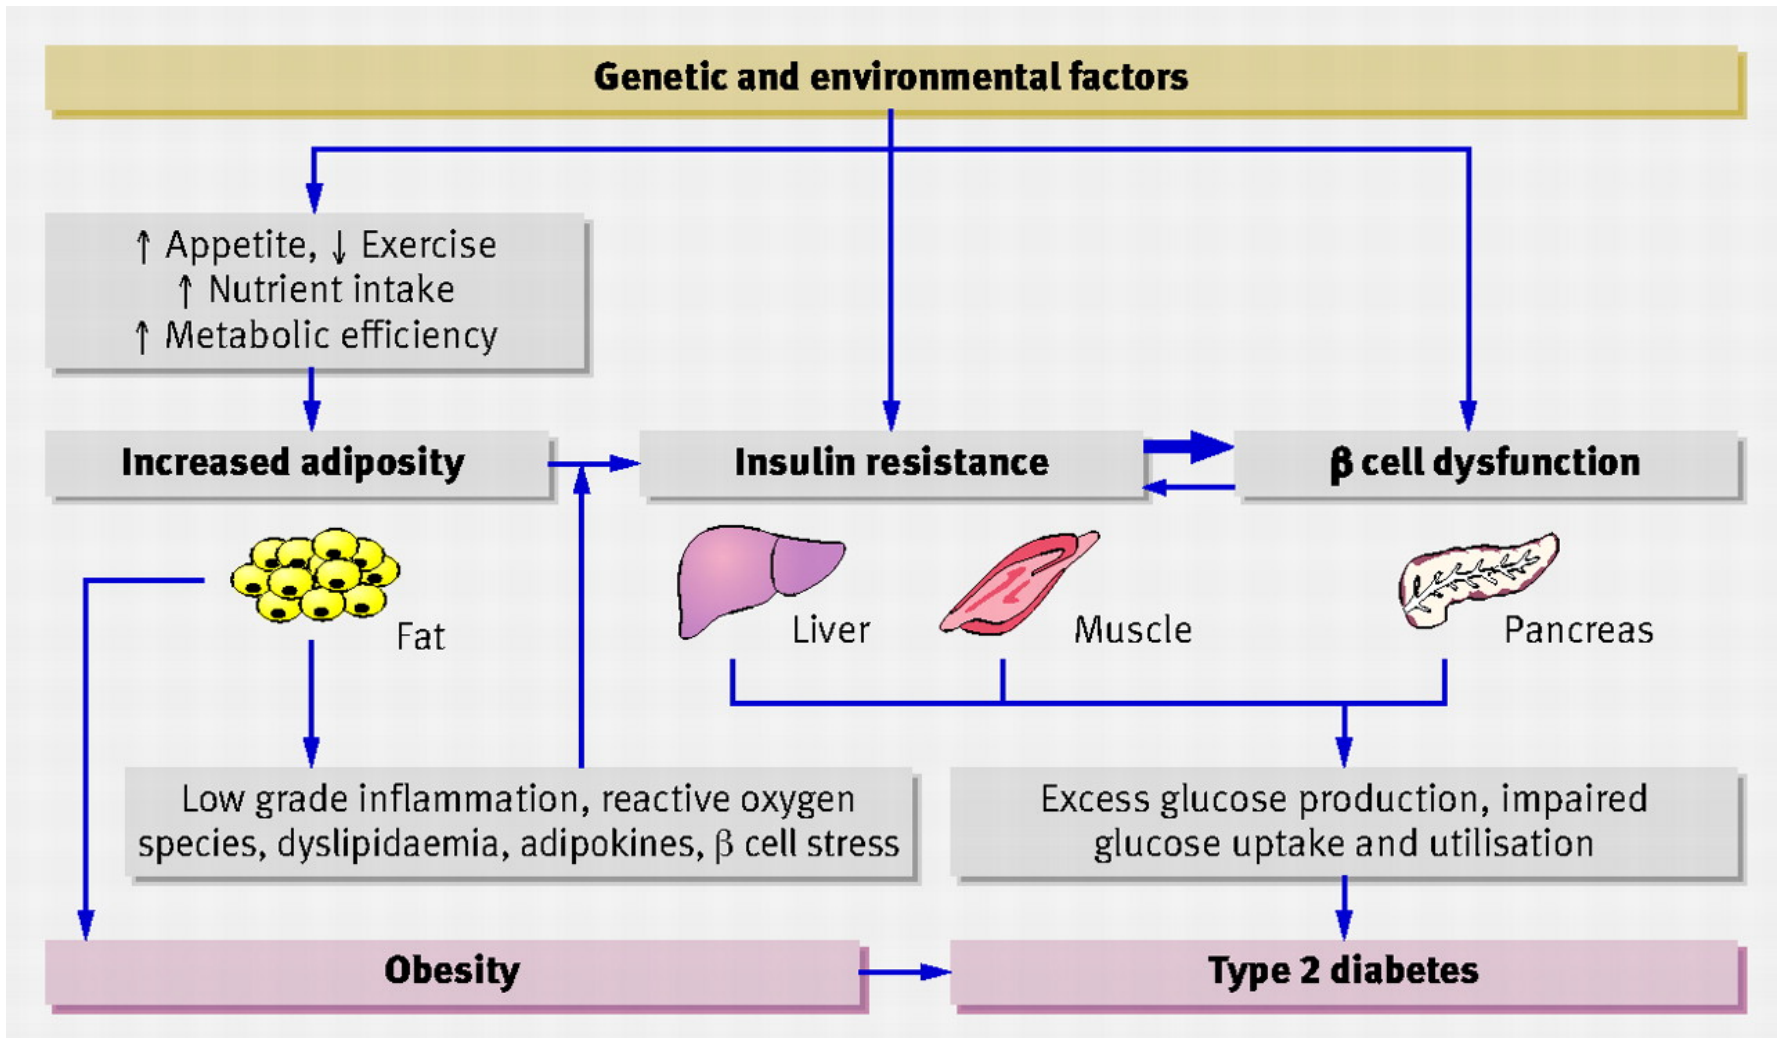 Genetic and environmental factors
↑ Appetite, ↓ Exercise
↑ Nutrient intake
↑ Metabolic efficiency
Increased adiposity
Insulin resistance
β cell dysfunction
Fat
Liver
Muscle
Pancreas
Low grade inflammation, reactive oxygen
species, dyslipidaemia, adipokines, β cell stress
Excess glucose production, impaired
glucose uptake and utilisation
Obesity
Type 2 diabetes